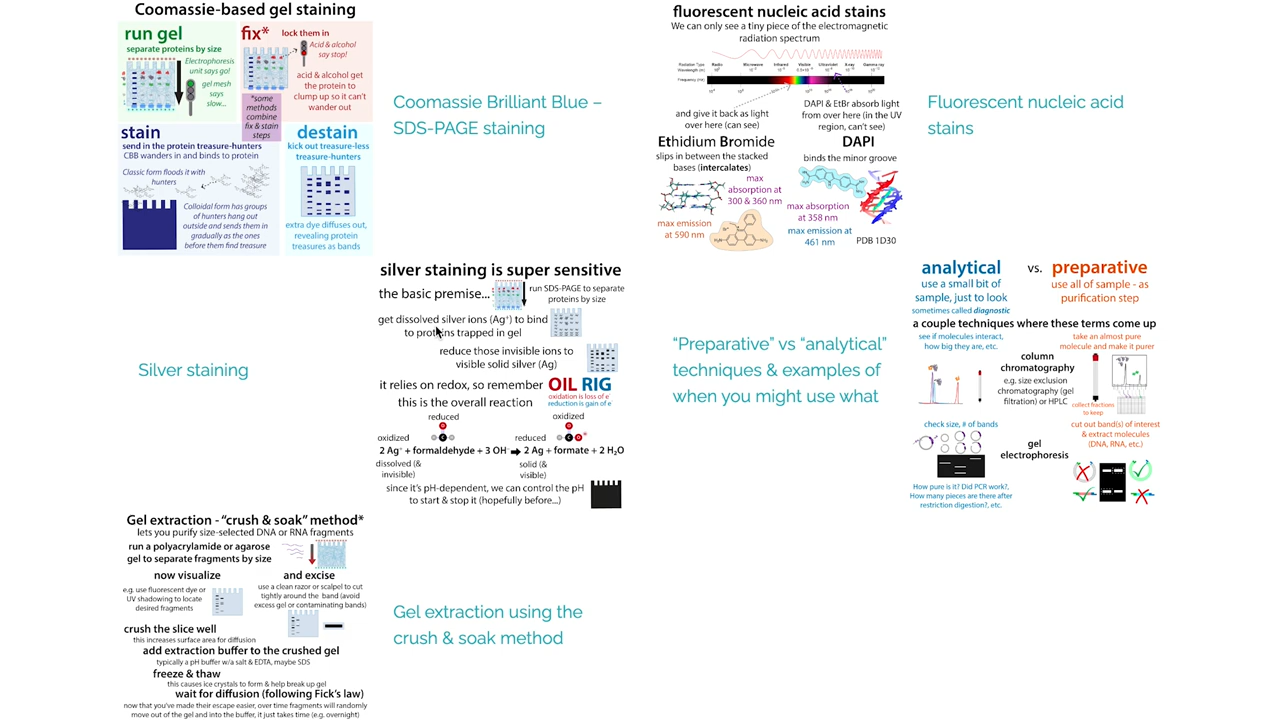 Coomassie-based gel staining
run gel
separate proteins by size
Electrophoresis
unit says go!
gel mesh
says
slow...
fix*
lock them in
Acid & alcohol
say stop!
acid & alcohol get
the protein to
clump up so it can't
wander out
*some
methods
combine
fix & stain
steps
stain
send in the protein treasure-hunters
CBB wanders in and binds to protein
Classic form floods it with
hunters
Colloidal form has groups
of hunters hang out
outside and sends them in
gradually as the ones
before them find treasure
destain
kick out treasure-less
treasure-hunters
extra dye diffuses out,
revealing protein
treasures as bands
Coomassie Brilliant Blue –
SDS-PAGE staining
fluorescent nucleic acid stains
We can only see a tiny piece of the electromagnetic
radiation spectrum
Radiation Type Radio Microwave Infrared Visible Ultraviolet X-ray Gamma ray
Wavelength (m)
Frequency (Hz)
and give it back as light
over here (can see)
DAPI & EtBr absorb light
from over here (in the UV
region, can't see)
Ethidium Bromide
slips in between the stacked
bases (intercalates)
max
absorption at
300 & 360 nm
max emission
at 590 nm
DAPI
binds the minor groove
max absorption
at 358 nm
max emission at
461 nm
PDB 1D30
Fluorescent nucleic acid
stains
Silver staining
silver staining is super sensitive
the basic premise...
run SDS-PAGE to separate
proteins by size
get dissolved silver ions (Ag⁺) to bind
to proteins trapped in gel
reduce those invisible ions to
visible solid silver (Ag)
it relies on redox, so remember OIL RIG
oxidation is loss of e⁻
reduction is gain of e⁻
this is the overall reaction
reduced
oxidized
oxidized
reduced
2 Ag⁺ + formaldehyde + 3 OH⁻ → 2 Ag + formate + 2 H₂O
dissolved (&
invisible)
solid (&
visible)
since it's pH-dependent, we can control the pH
to start & stop it (hopefully before...)
“Preparative” vs “analytical”
techniques & examples of
when you might use what
analytical vs. preparative
use a small bit of
sample, just to look
sometimes called diagnostic
use all of sample - as
purification step
a couple techniques where these terms come up
see if molecules interact,
how big they are, etc.
take an almost pure
molecule and make it purer
column
chromatography
e.g. size exclusion
chromatography (gel
filtration) or HPLC
collect fractions
to keep
check size, # of bands
cut out band(s) of interest
& extract molecules
(DNA, RNA, etc.)
gel
electrophoresis
How pure is it? Did PCR work?,
How many pieces are there after
restriction digestion?, etc.
Gel extraction - “crush & soak” method*
lets you purify size-selected DNA or RNA fragments
run a polyacrylamide or agarose
gel to separate fragments by size
now visualize
e.g. use fluorescent dye or
UV shadowing to locate
desired fragments
and excise
use a clean razor or scalpel to cut
tightly around the band (avoid
excess gel or contaminating bands)
crush the slice well
this increases surface area for diffusion
add extraction buffer to the crushed gel
typically a pH buffer w/a salt & EDTA, maybe SDS
freeze & thaw
this causes ice crystals to form & help break up gel
wait for diffusion (following Fick's law)
now that you've made their escape easier, over time fragments will randomly
move out of the gel and into the buffer, it just takes time (e.g. overnight)
Gel extraction using the
crush & soak method